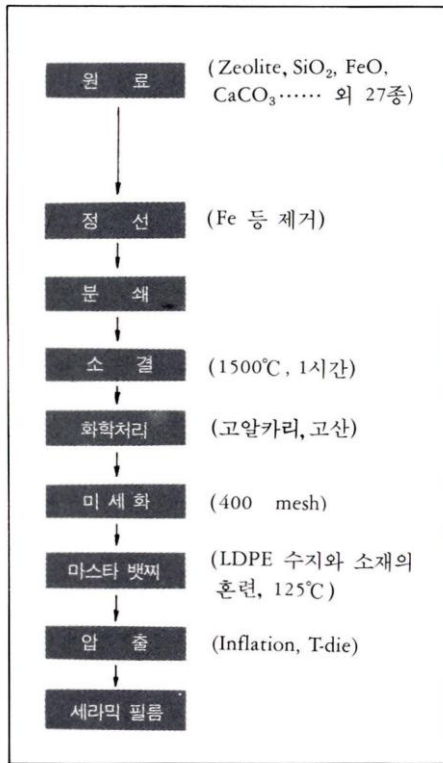 원 료 (Zeolite, SiO₂, FeO,
CaCO₃…… 외 27종)
정 선 (Fe 등 제거)
분 쇄
소 결 (1500℃, 1시간)
화학처리 (고알카리, 고산)
미 세 화 (400 mesh)
마스타 뱃찌 (LDPE 수지와 소재의
혼련, 125℃)
압 출 (Inflation, T-die)
세라믹 필름